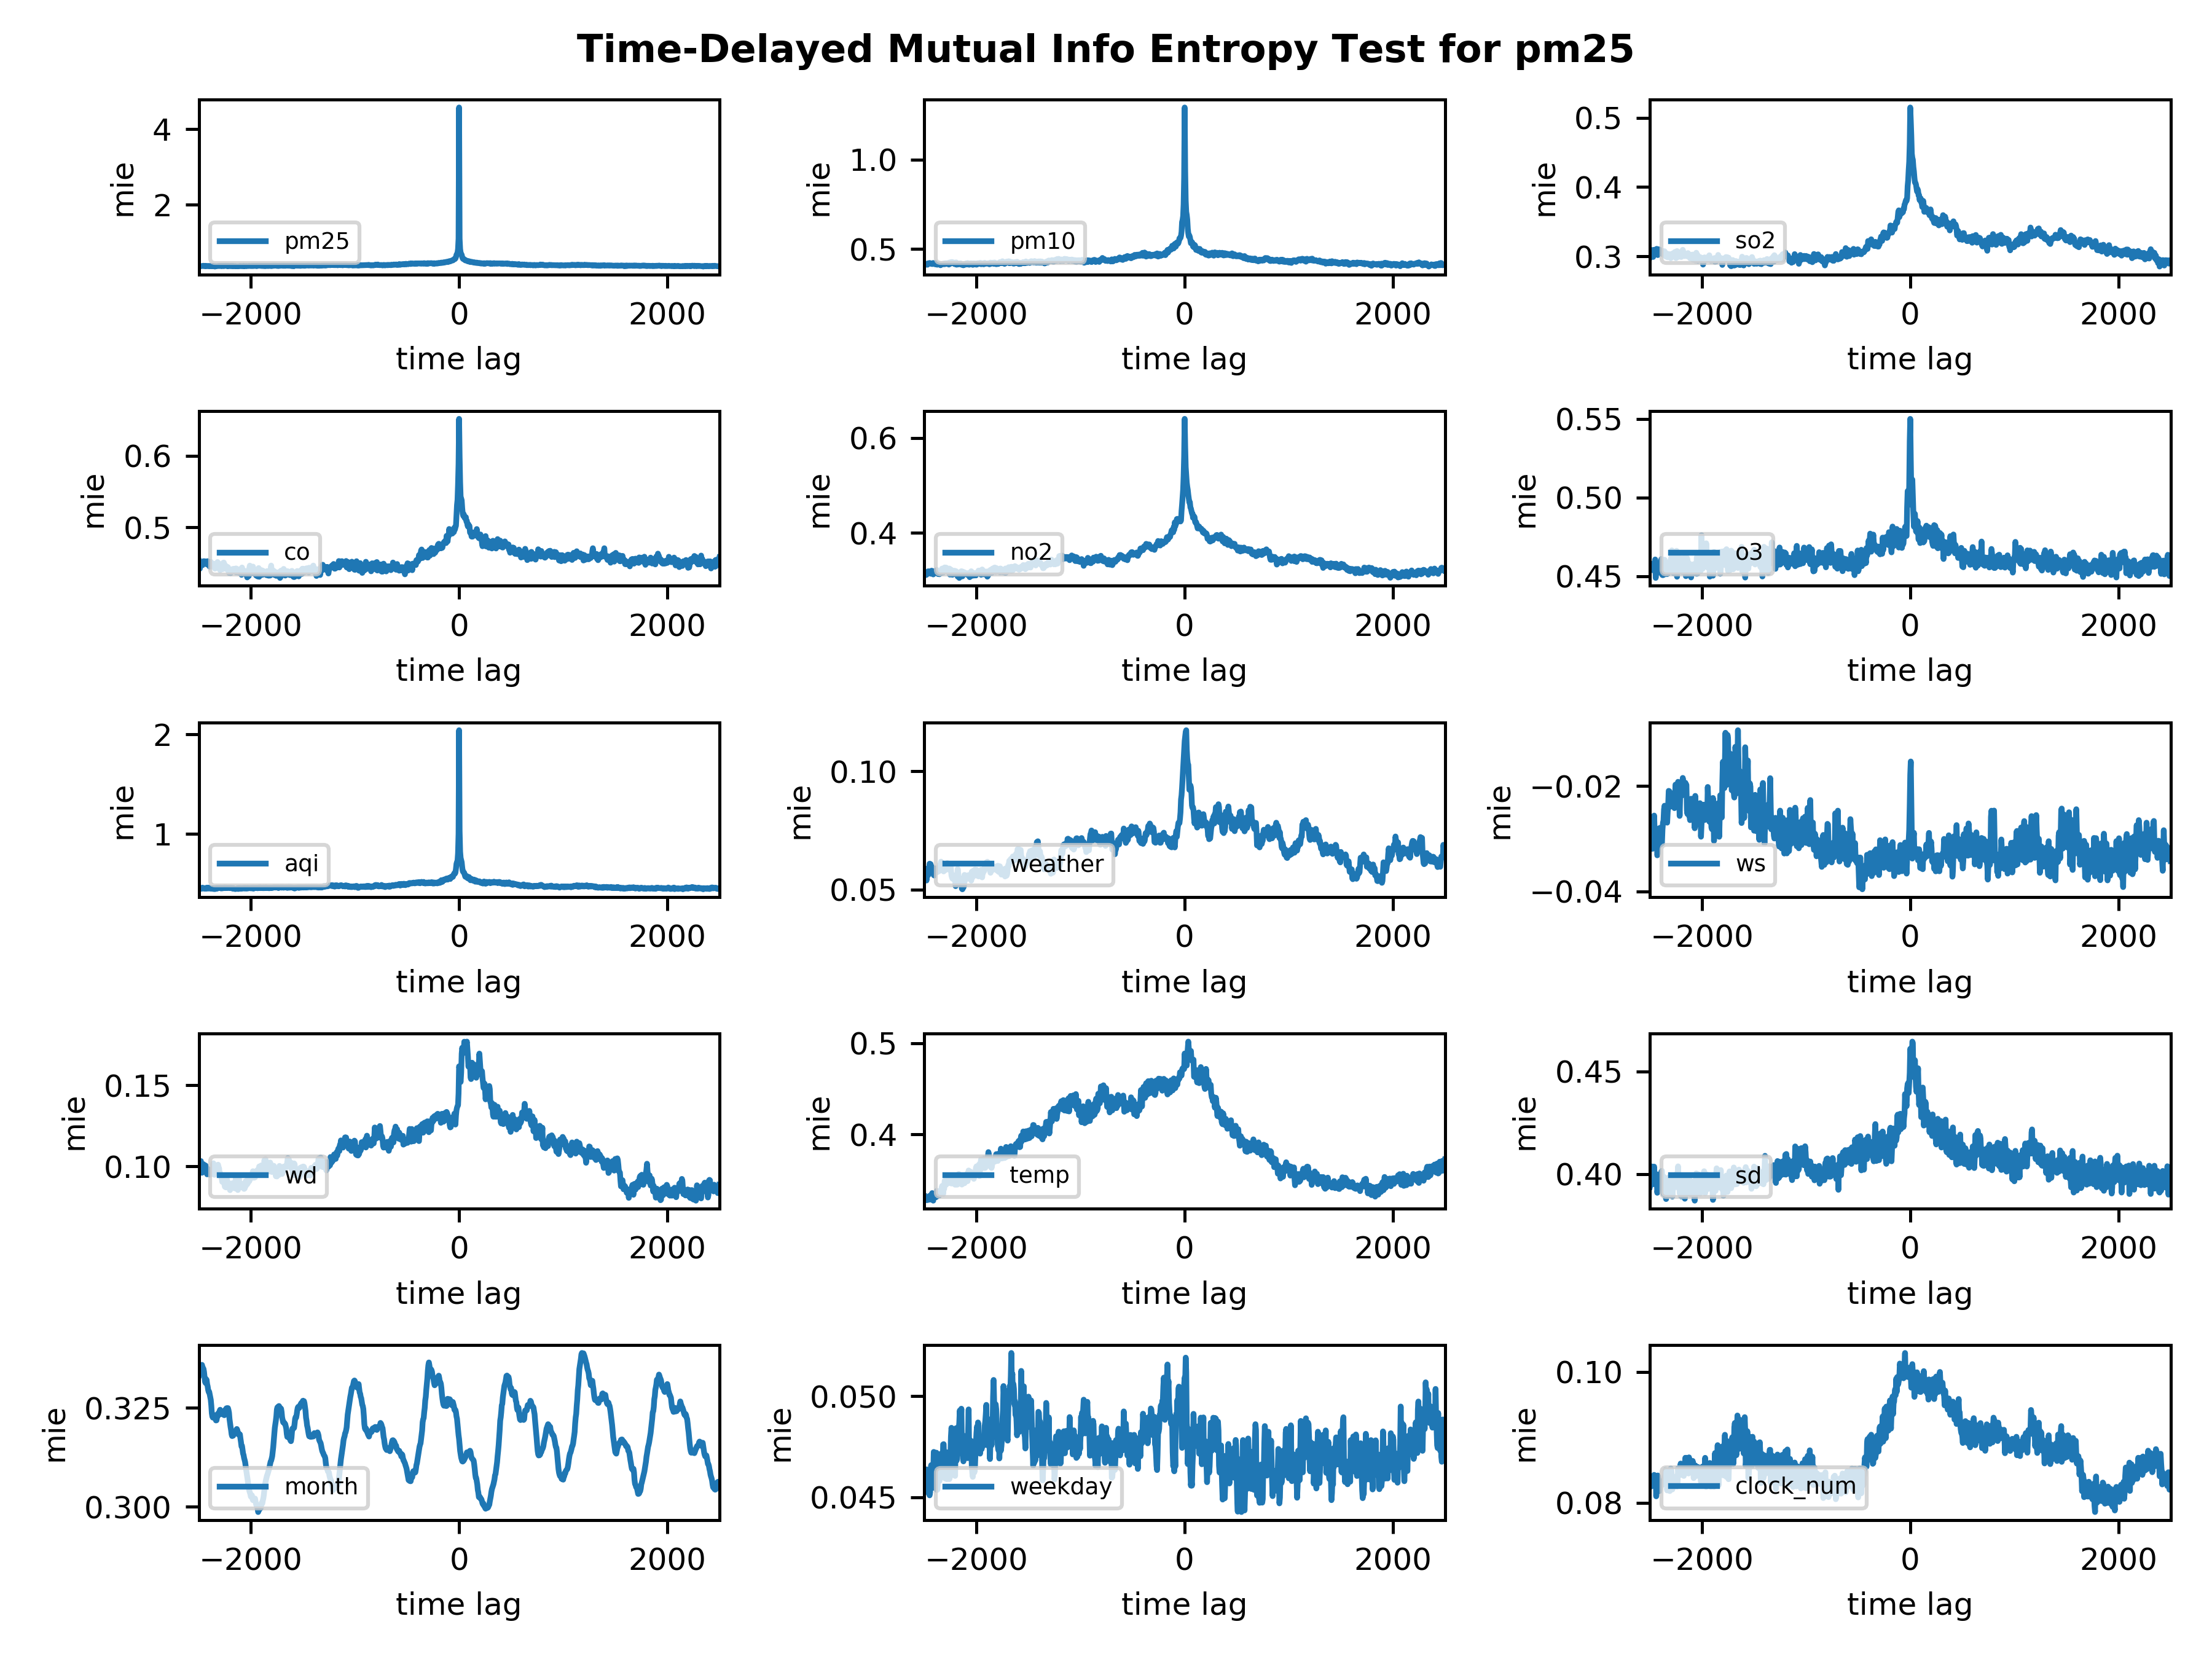 Time-Delayed Mutual Info Entropy Test for pm25
mie
4
2
pm25
−2000 0 2000
time lag
mie
1.0
0.5
pm10
−2000 0 2000
time lag
mie
0.5
0.4
0.3
so2
−2000 0 2000
time lag
mie
0.6
0.5
co
−2000 0 2000
time lag
mie
0.6
0.4
no2
−2000 0 2000
time lag
mie
0.55
0.50
0.45
o3
−2000 0 2000
time lag
mie
2
1
aqi
−2000 0 2000
time lag
mie
0.10
0.05
weather
−2000 0 2000
time lag
mie
−0.02
−0.04
ws
−2000 0 2000
time lag
mie
0.15
0.10
wd
−2000 0 2000
time lag
mie
0.5
0.4
temp
−2000 0 2000
time lag
mie
0.45
0.40
sd
−2000 0 2000
time lag
mie
0.325
0.300
month
−2000 0 2000
time lag
mie
0.050
0.045
weekday
−2000 0 2000
time lag
mie
0.10
0.08
clock_num
−2000 0 2000
time lag